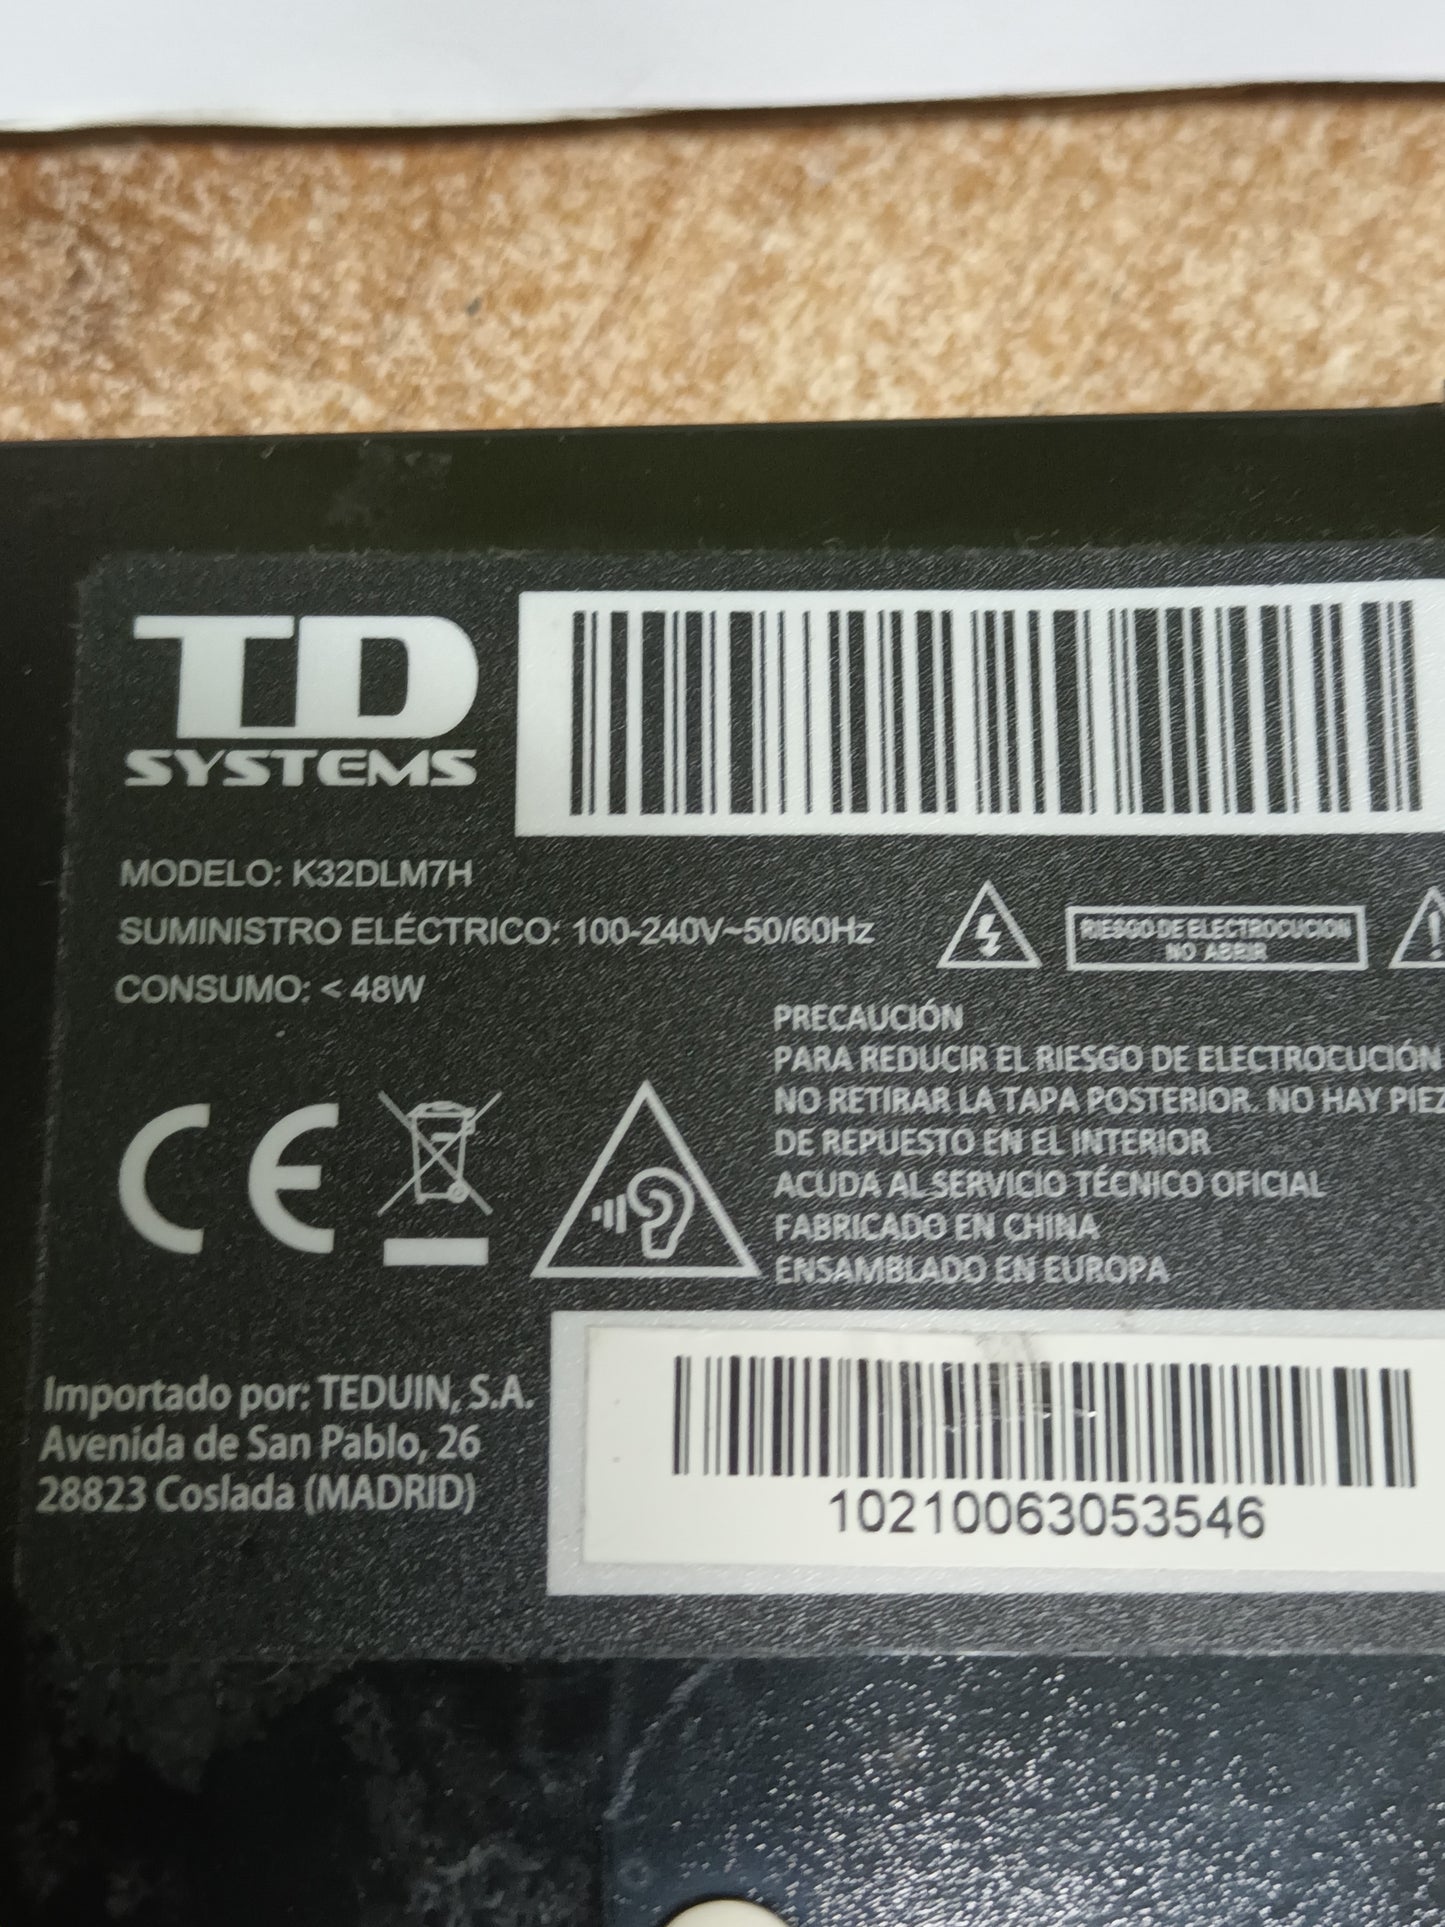 TD
SYSTEMS
MODELO: K32DLM7H
SUMINISTRO ELÉCTRICO: 100-240V~50/60Hz
CONSUMO: < 48W
RIESGO DE ELECTROCUCION
NO ABRIR
PRECAUCIÓN
PARA REDUCIR EL RIESGO DE ELECTROCUCIÓN
NO RETIRAR LA TAPA POSTERIOR. NO HAY PIEZ
DE REPUESTO EN EL INTERIOR
ACUDA AL SERVICIO TÉCNICO OFICIAL
FABRICADO EN CHINA
ENSAMBLADO EN EUROPA
CE
Importado por: TEDUIN, S.A.
Avenida de San Pablo, 26
28823 Coslada (MADRID)
10210063053546